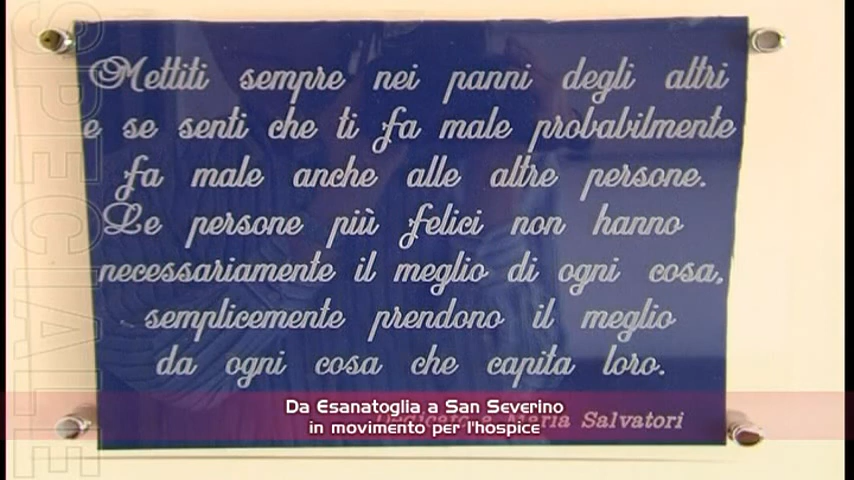 SPECIALE
Mettiti sempre nei panni degli altri
e se senti che ti fa male probabilmente
fa male anche alle altre persone.
Le persone più felici non hanno
necessariamente il meglio di ogni cosa,
semplicemente prendono il meglio
da ogni cosa che capita loro.
Dedicato a Maria Salvatori
Da Esanatoglia a San Severino
in movimento per l'hospice